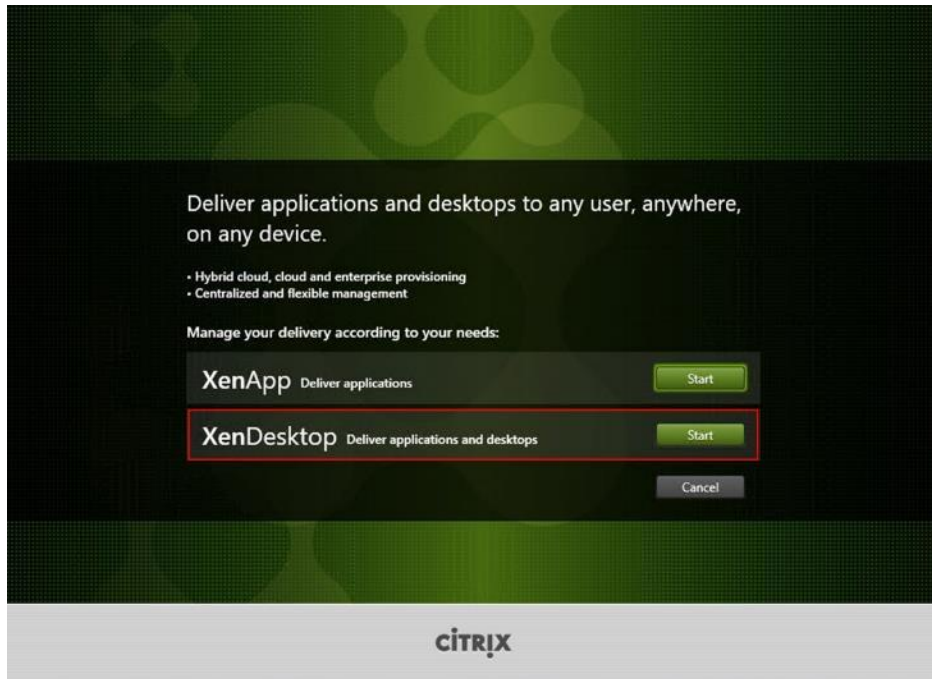 Deliver applications and desktops to any user, anywhere,
on any device.
• Hybrid cloud, cloud and enterprise provisioning
• Centralized and flexible management
Manage your delivery according to your needs:
XenApp Deliver applications Start
XenDesktop Deliver applications and desktops Start
Cancel
CITRIX